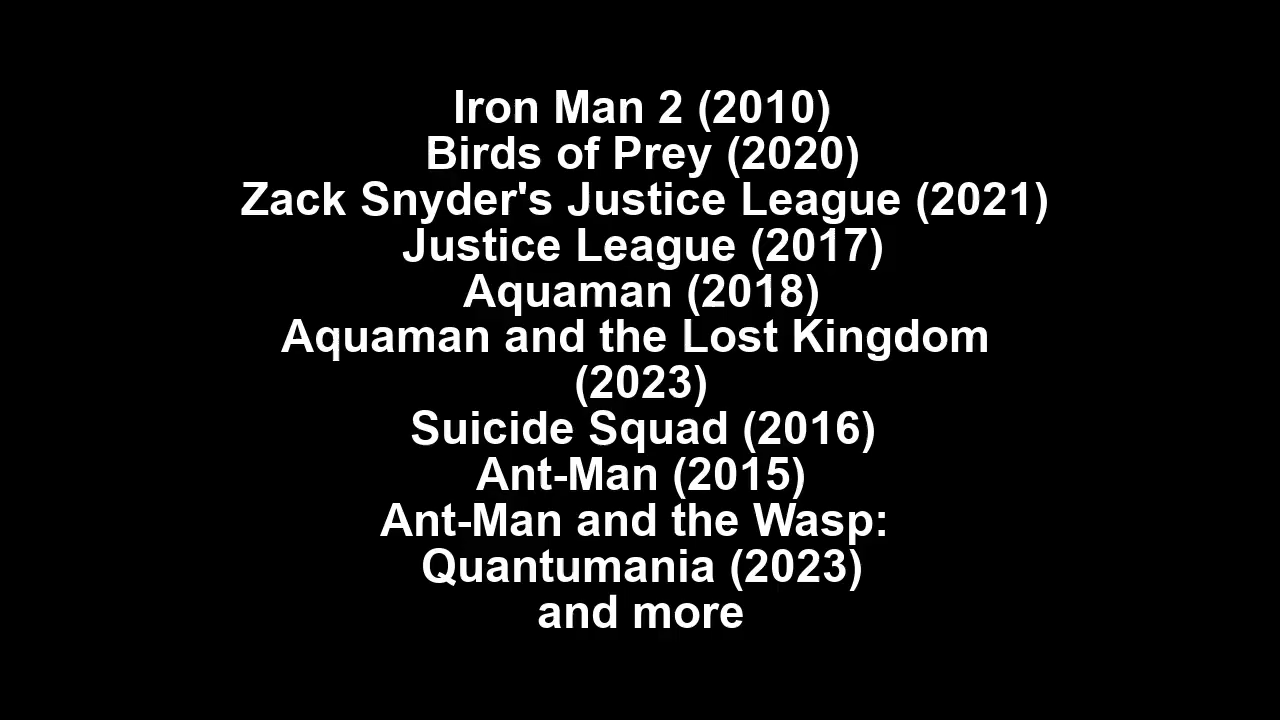 Iron Man 2 (2010)
Birds of Prey (2020)
Zack Snyder's Justice League (2021)
Justice League (2017)
Aquaman (2018)
Aquaman and the Lost Kingdom
(2023)
Suicide Squad (2016)
Ant-Man (2015)
Ant-Man and the Wasp:
Quantumania (2023)
and more